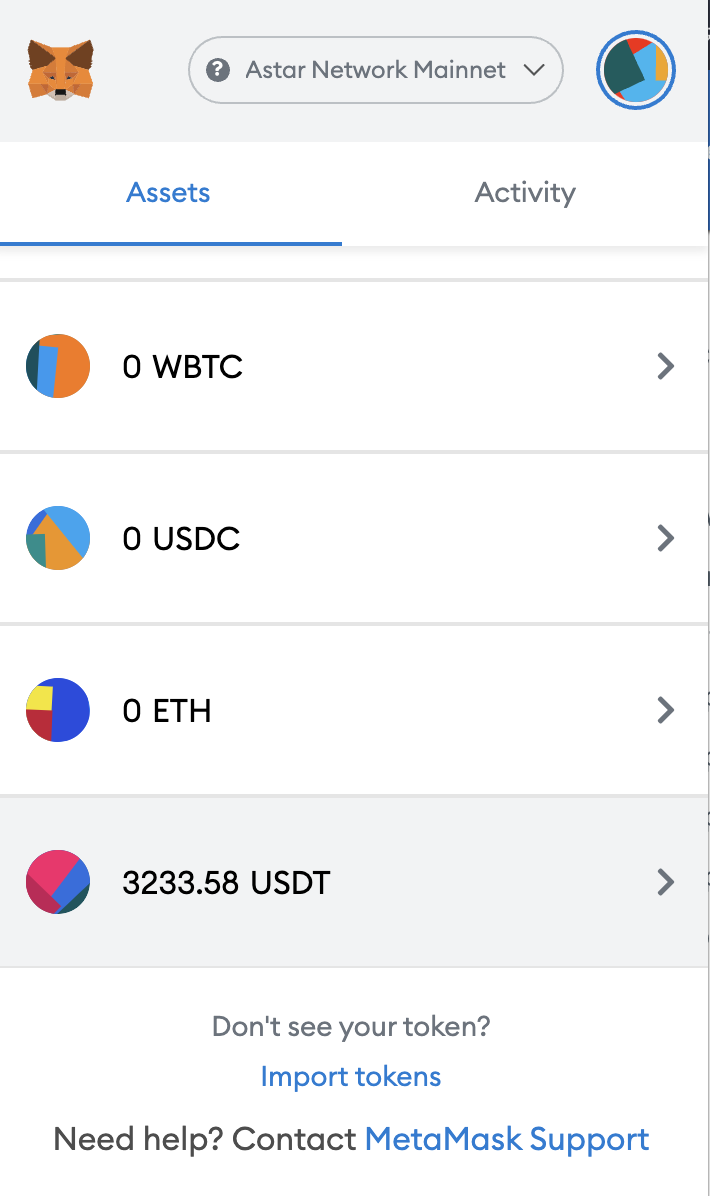 ? Astar Network Mainnet
Assets Activity
0 WBTC
0 USDC
0 ETH
3233.58 USDT
Don't see your token?
Import tokens
Need help? Contact MetaMask Support